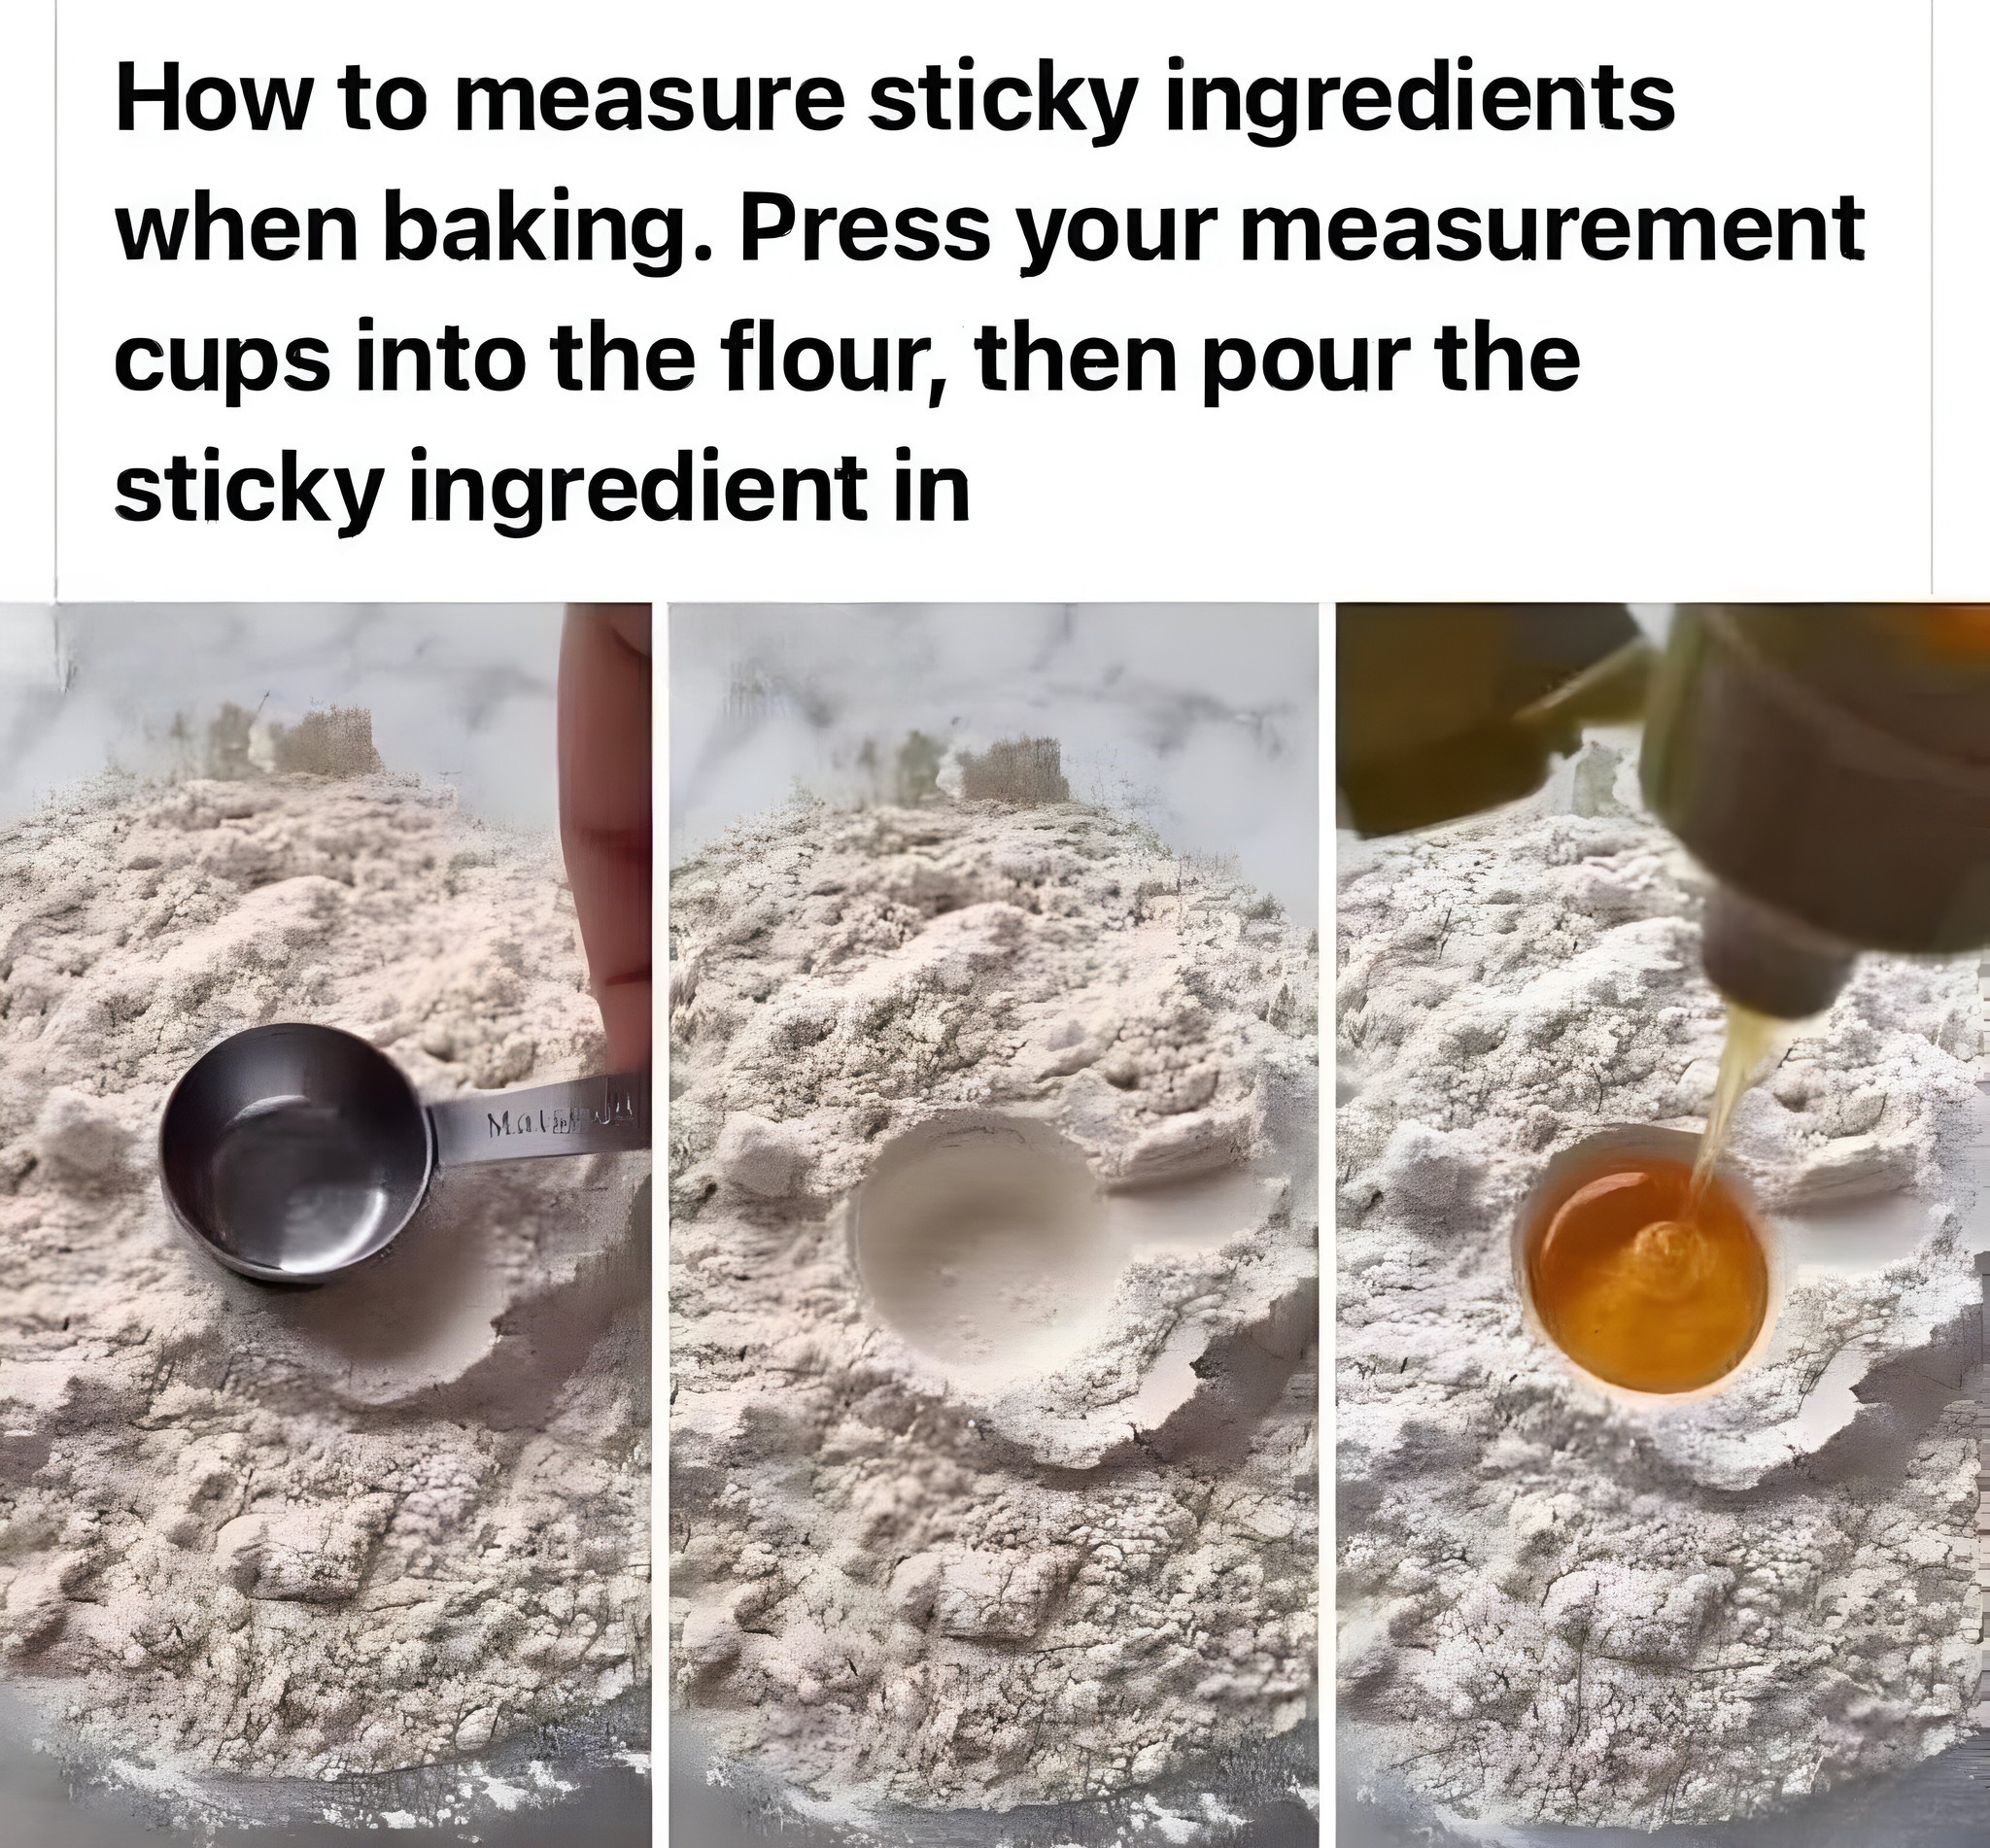 How to measure sticky ingredients
when baking. Press your measurement
cups into the flour, then pour the
sticky ingredient in